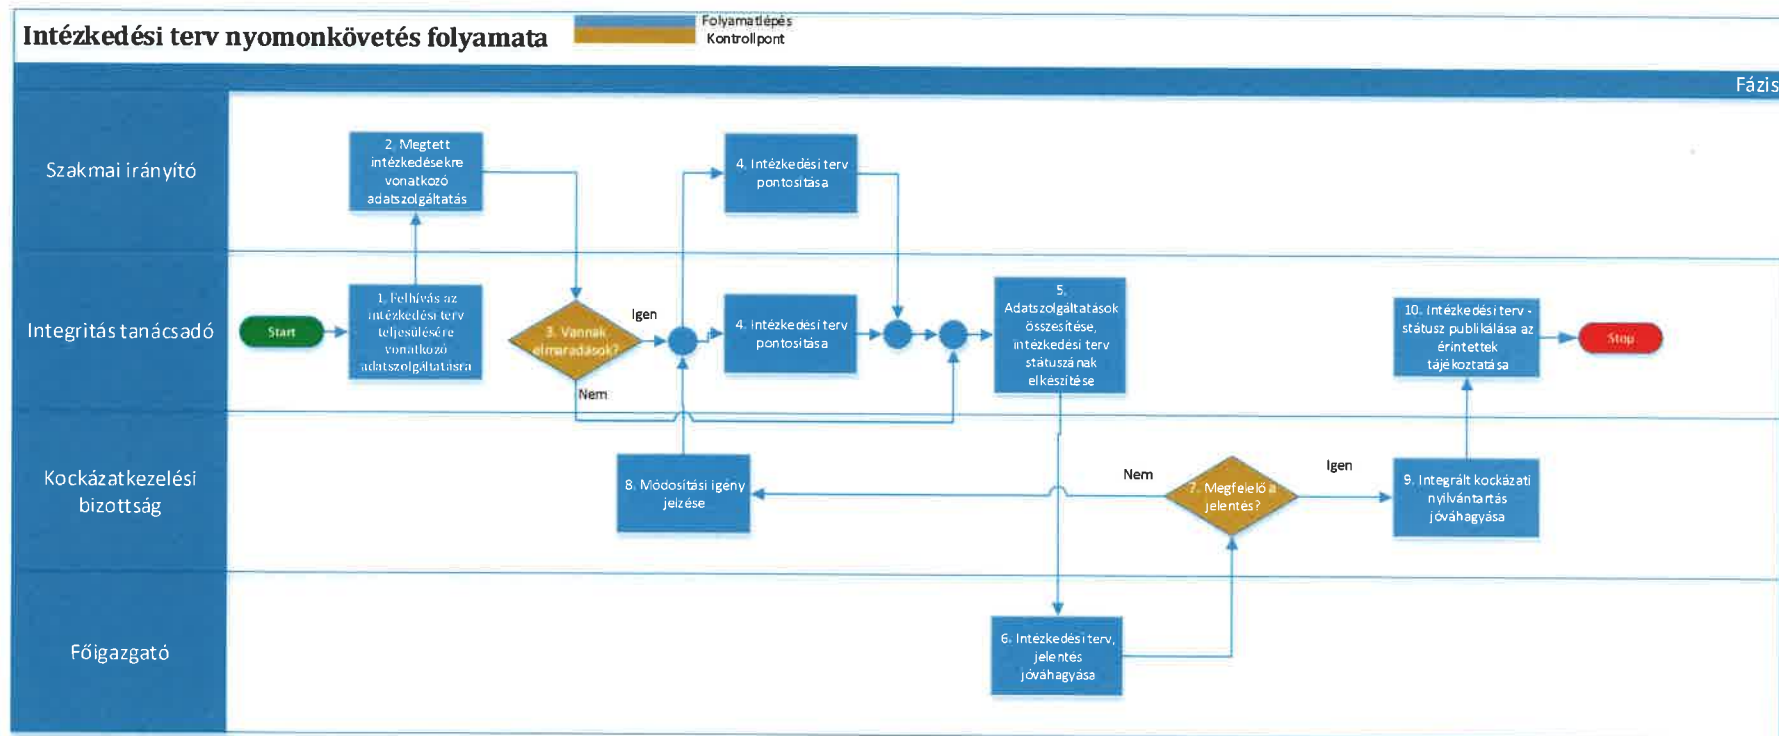 Intézkedési terv nyomonkövetés folyamata
Folyamatlépés
Kontrollpont
Fázis
Szakmai irányító
2. Megtett
intézkedésekre
vonatkozó
adatszolgáltatás
4. Intézkedési terv
pontosítása
Integritás tanácsadó
Start
1. Felhívás az
intézkedési terv
teljesülésére
vonatkozó
adatszolgáltatásra
3. Vannak
elmaradások?
Igen
Nem
4. Intézkedési terv
pontosítása
5.
Adatszolgáltatások
összesítése,
intézkedési terv
státuszának
elkészítése
10. Intézkedési terv -
státusz publikálása az
érintettek
tájékoztatása
Stop
Kockázatkezelési
bizottság
8. Módosítási igény
jelzése
Nem
7. Megfelelő a
jelentés?
Igen
9. Integrált kockázati
nyilvántartás
jóváhagyása
Főigazgató
6. Intézkedési terv,
jelentés
jóváhagyása